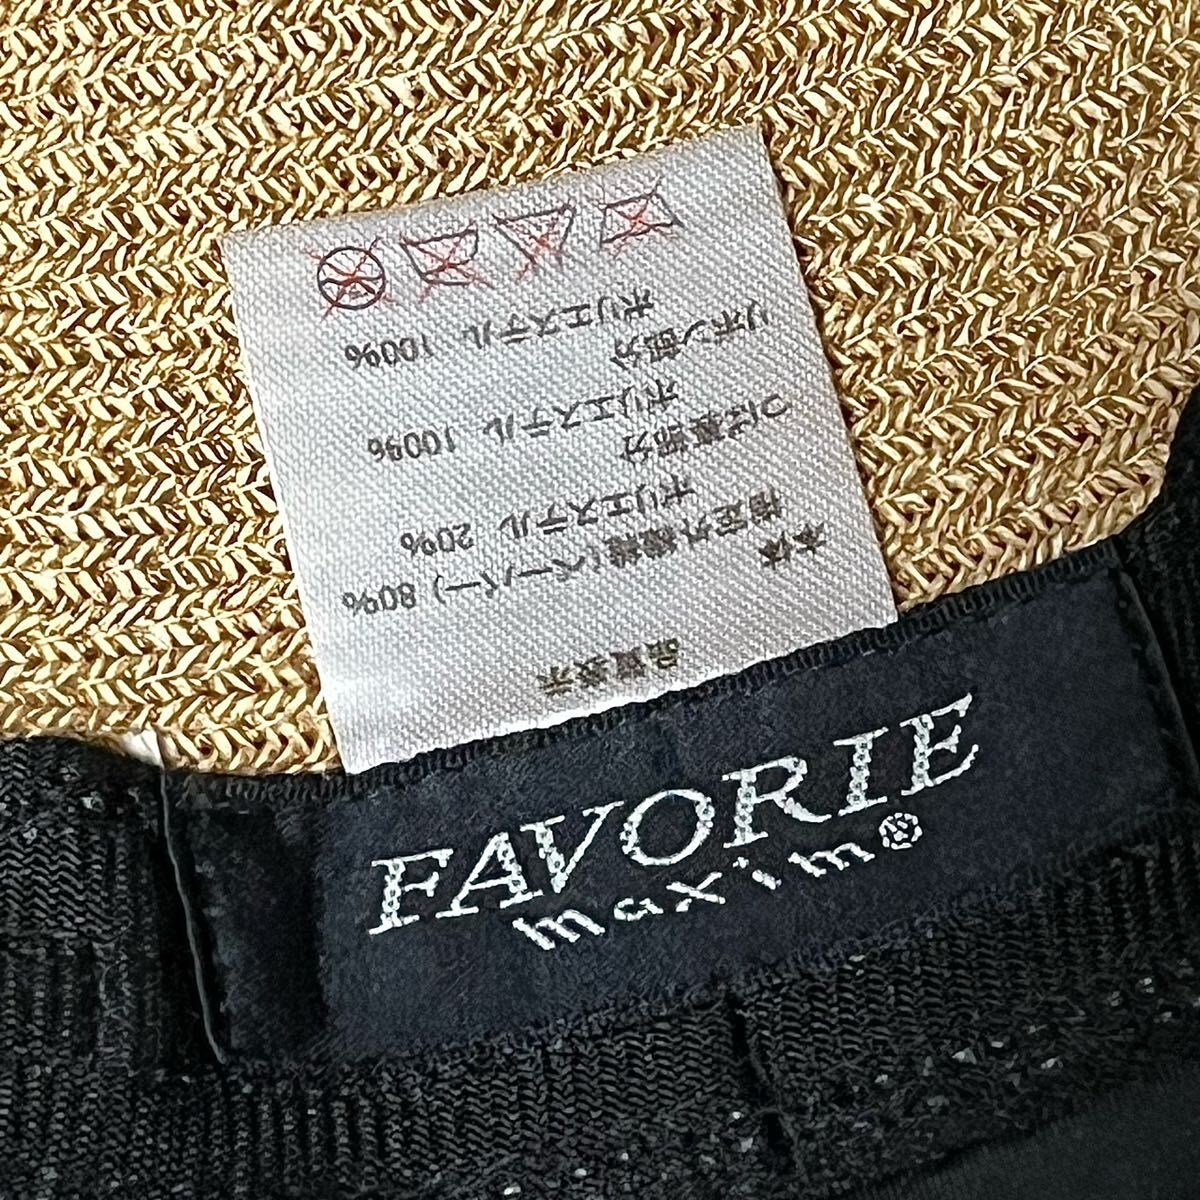 品質表示
本体
指定外繊維(ペーパー) 80%
ポリエステル 20%
つば裏部分
ポリエステル 100%
リボン部分
ポリエステル 100%
FAVORIE
maxim®